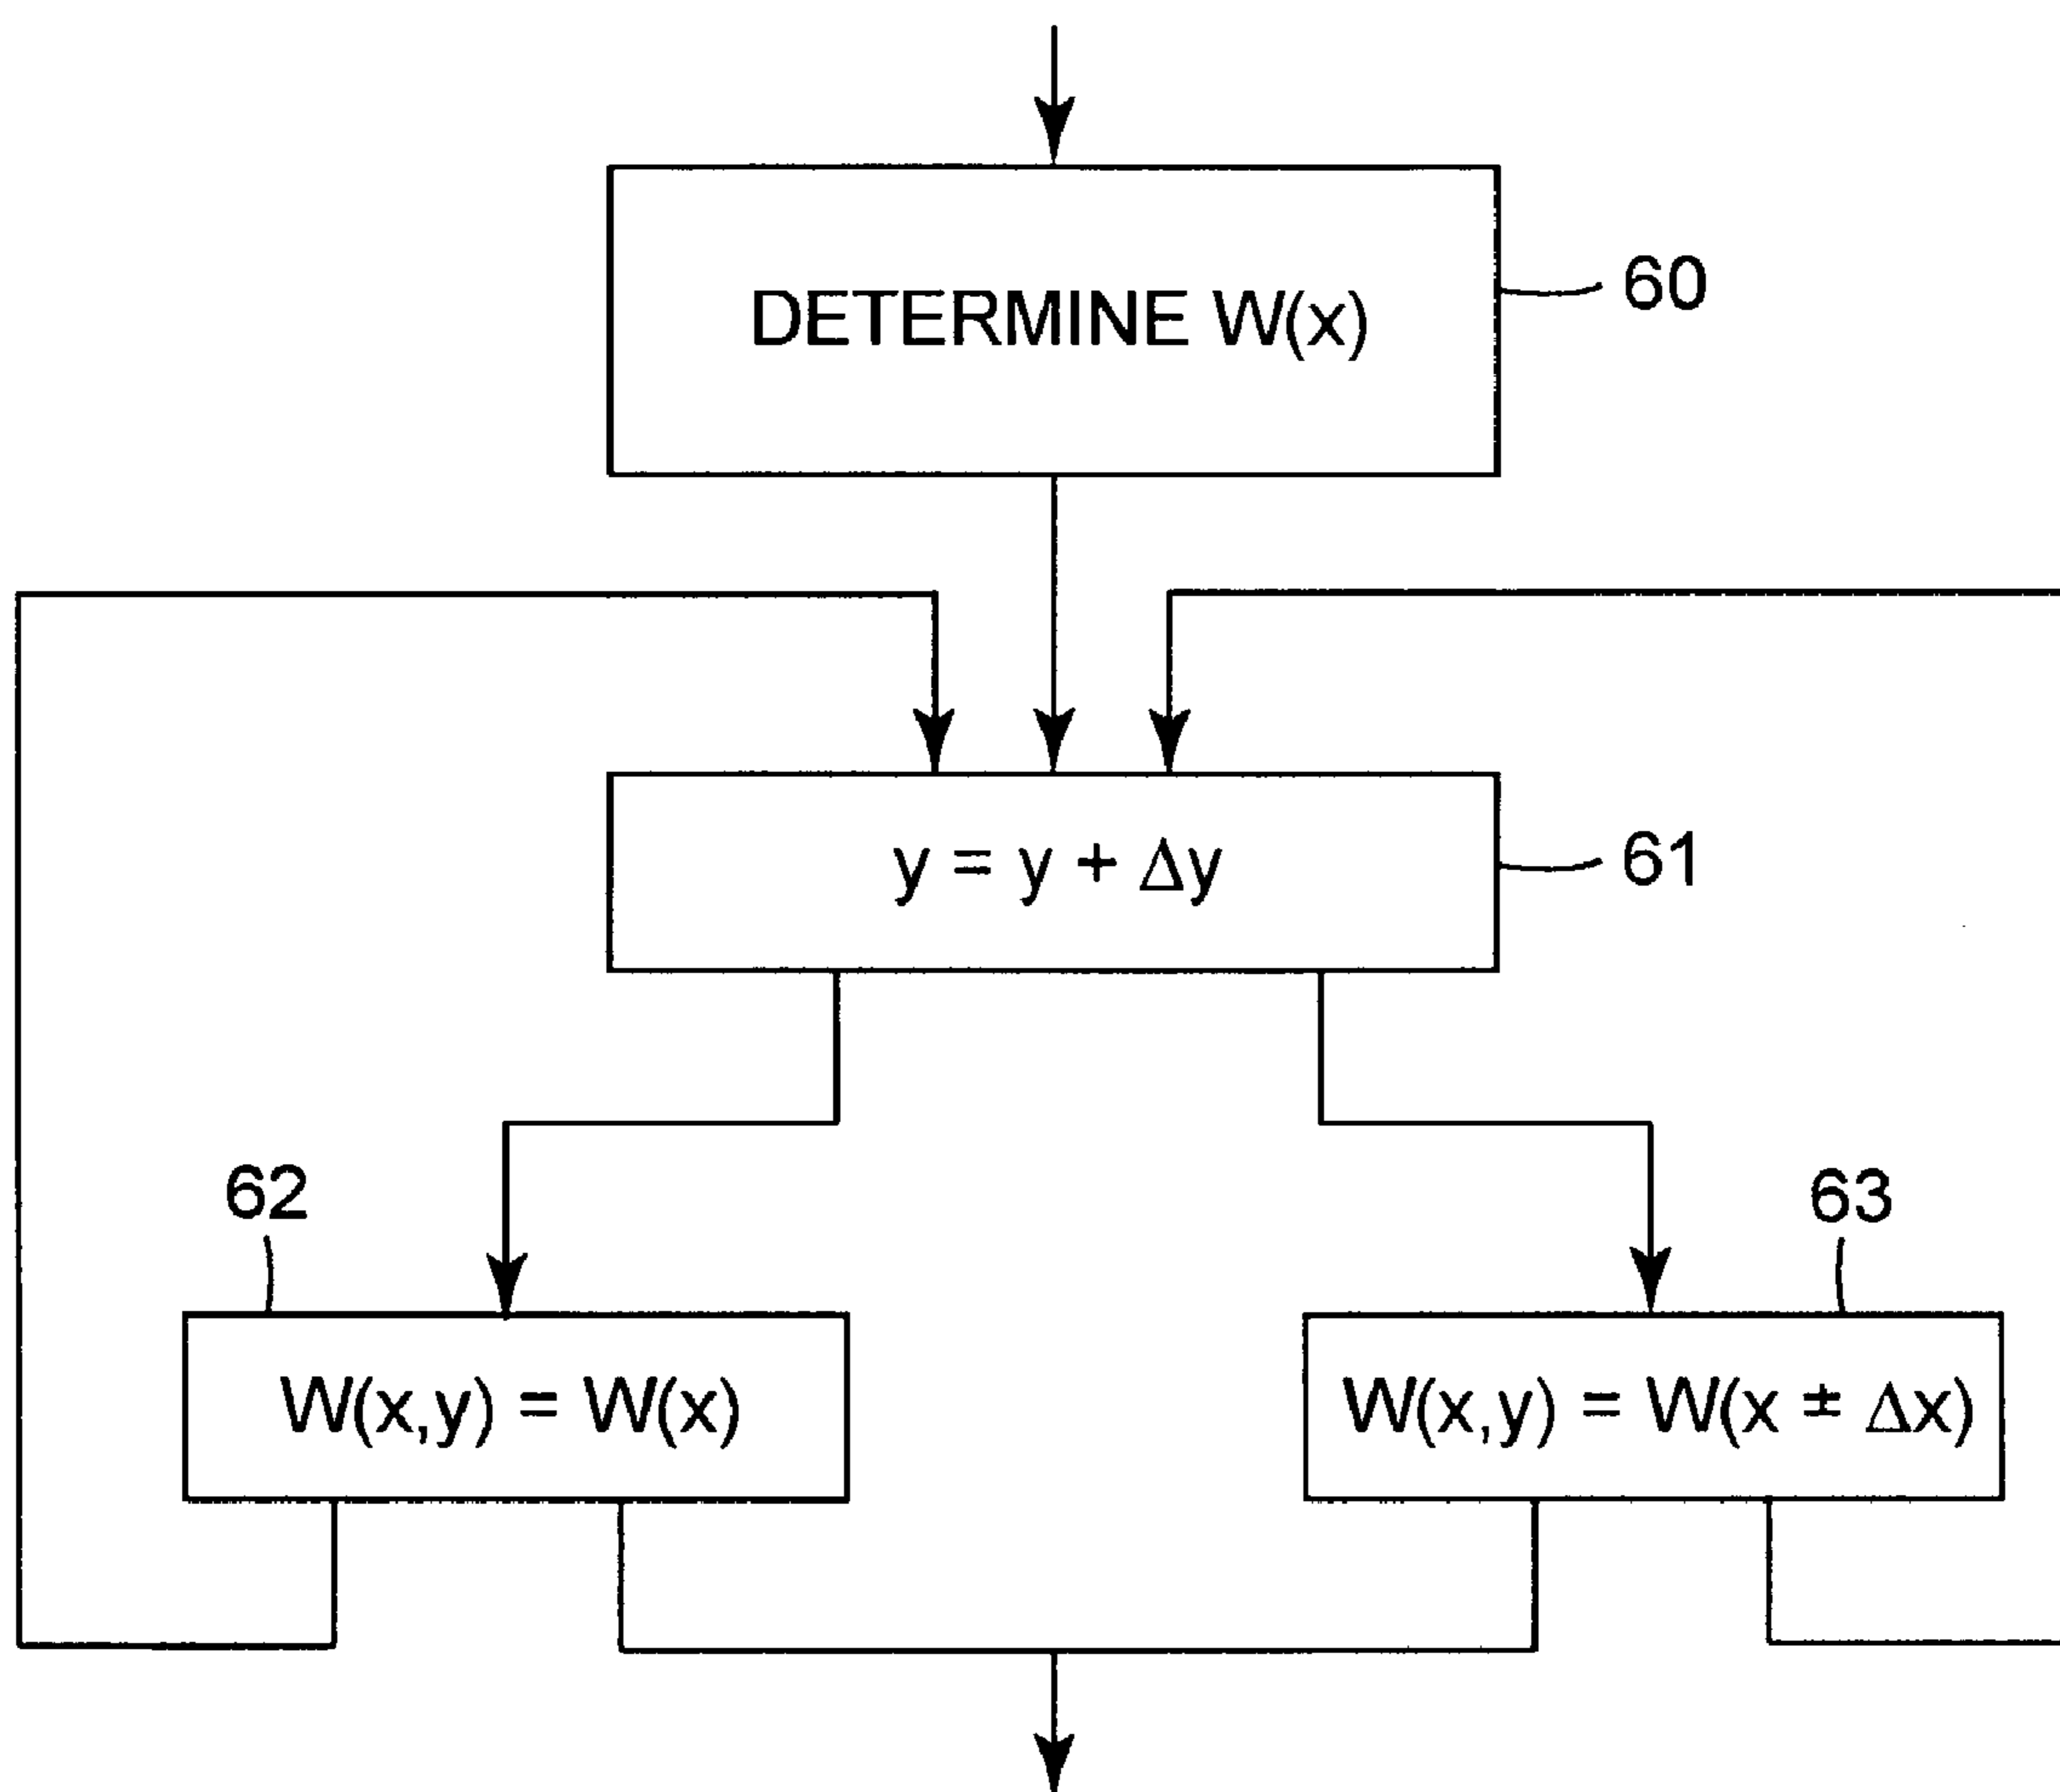 DETERMINE W(x)
60
y = y + Δy
61
62
63
W(x,y) = W(x)
W(x,y) = W(x ± Δx)